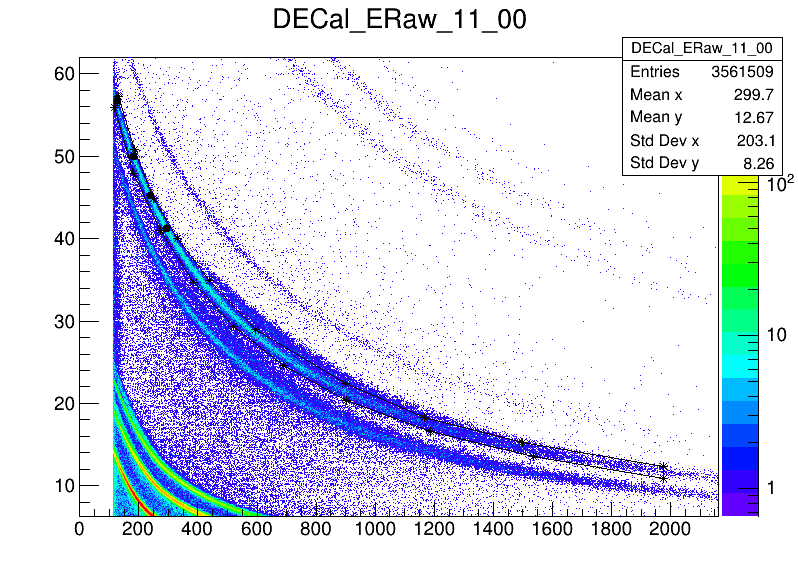 DECal_ERaw_11_00
DECal_ERaw_11_00
Entries 3561509
Mean x 299.7
Mean y 12.67
Std Dev x 203.1
Std Dev y 8.26
60
50
40
30
20
10
0 200 400 600 800 1000 1200 1400 1600 1800 2000
10²
10
1